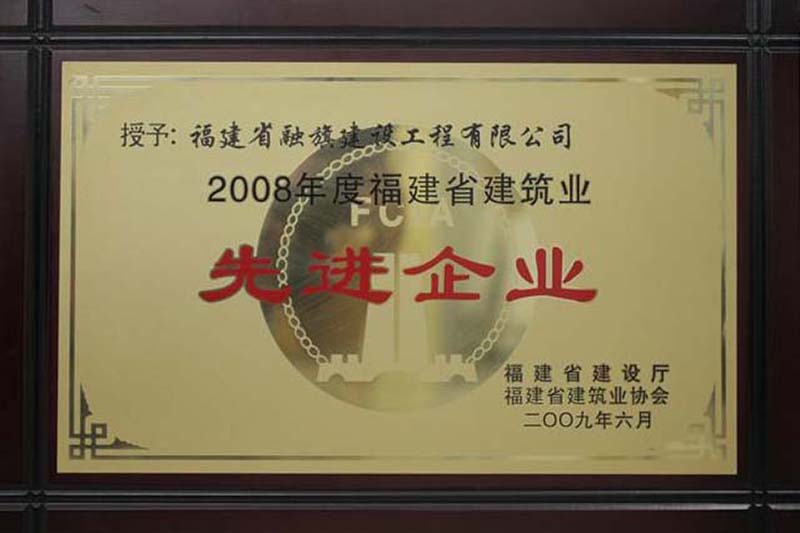 授予：福建省融旗建设工程有限公司
2008年度福建省建筑业
FCIA
先进企业
福建省建设厅
福建省建筑业协会
二〇〇九年六月